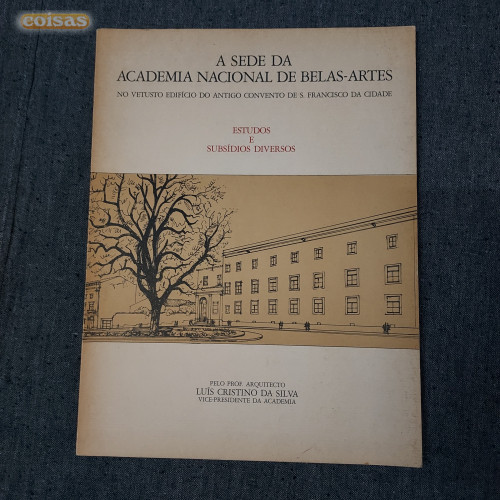 coisas
A SEDE DA
ACADEMIA NACIONAL DE BELAS-ARTES
NO VETUSTO EDIFÍCIO DO ANTIGO CONVENTO DE S. FRANCISCO DA CIDADE
ESTUDOS
E
SUBSÍDIOS DIVERSOS
PELO PROF. ARQUITECTO
LUÍS CRISTINO DA SILVA
VICE-PRESIDENTE DA ACADEMIA